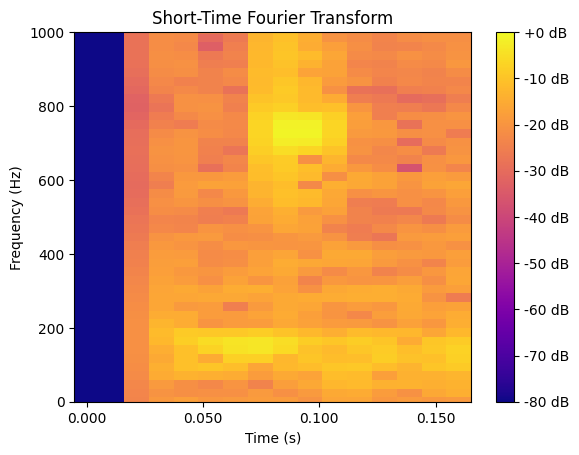 Short-Time Fourier Transform
Frequency (Hz)
1000
800
600
400
200
0
0.000 0.050 0.100 0.150
Time (s)
+0 dB
-10 dB
-20 dB
-30 dB
-40 dB
-50 dB
-60 dB
-70 dB
-80 dB